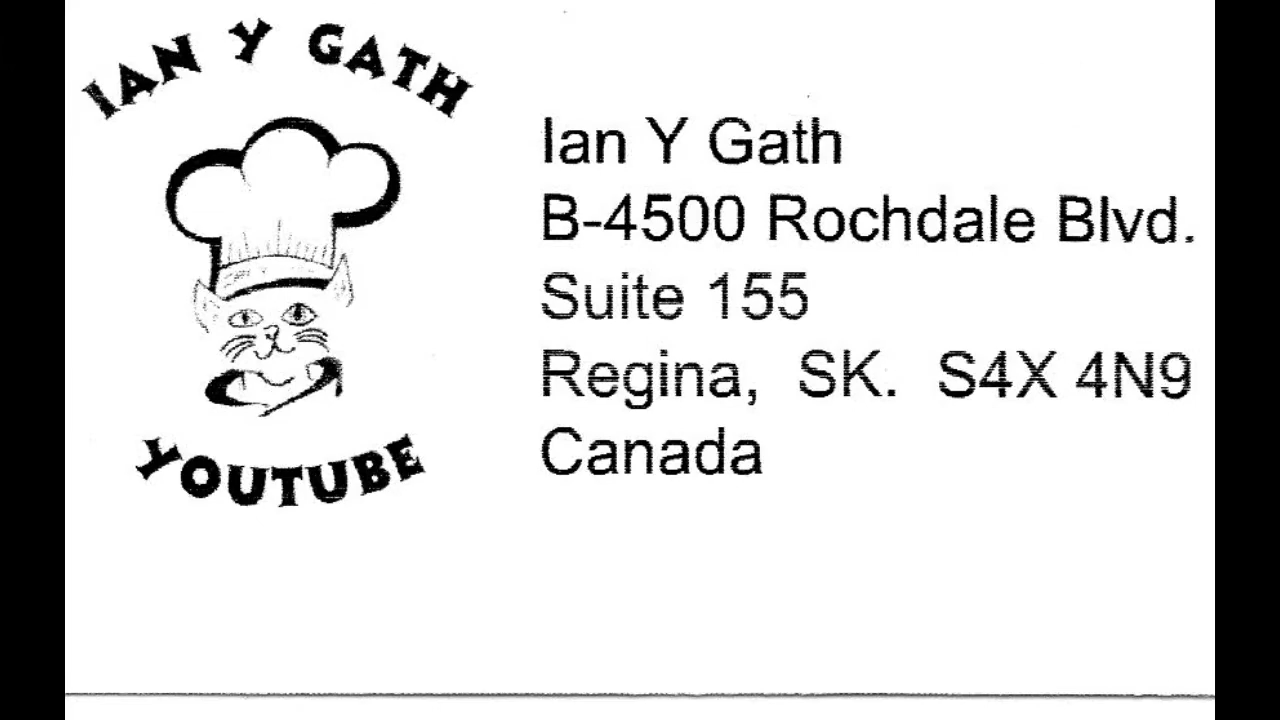 IAN Y GATH
YOUTUBE
Ian Y Gath
B-4500 Rochdale Blvd.
Suite 155
Regina, SK. S4X 4N9
Canada